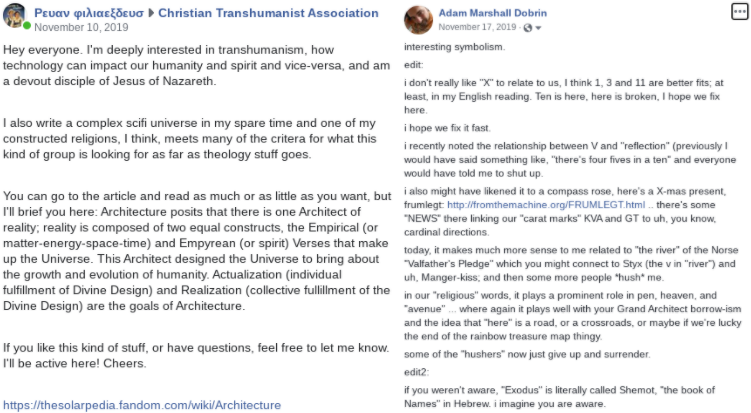 Ρευαν φιλιαεξδευσ ▸ Christian Transhumanist Association
November 10, 2019
Hey everyone. I'm deeply interested in transhumanism, how
technology can impact our humanity and spirit and vice-versa, and am
a devout disciple of Jesus of Nazareth.
I also write a complex scifi universe in my spare time and one of my
constructed religions, I think, meets many of the critera for what this
kind of group is looking for as far as theology stuff goes.
You can go to the article and read as much or as little as you want, but
I'll brief you here: Architecture posits that there is one Architect of
reality; reality is composed of two equal constructs, the Empirical (or
matter-energy-space-time) and Empyrean (or spirit) Verses that make
up the Universe. This Architect designed the Universe to bring about
the growth and evolution of humanity. Actualization (individual
fulfillment of Divine Design) and Realization (collective fullillment of the
Divine Design) are the goals of Architecture.
If you like this kind of stuff, or have questions, feel free to let me know.
I'll be active here! Cheers.
https://thesolarpedia.fandom.com/wiki/Architecture
Adam Marshall Dobrin
November 17, 2019 ·
interesting symbolism.
edit:
i don't really like "X" to relate to us, I think 1, 3 and 11 are better fits; at
least, in my English reading. Ten is here, here is broken, I hope we fix
here.
i hope we fix it fast.
i recently noted the relationship between V and "reflection" (previously I
would have said something like, "there's four fives in a ten" and everyone
would have told me to shut up.
i also might have likened it to a compass rose, here's a X-mas present,
frumlegt: http://fromthemachine.org/FRUMLEGT.html .. there's some
"NEWS" there linking our "carat marks" KVA and GT to uh, you know,
cardinal directions.
today, it makes much more sense to me related to "the river" of the Norse
"Valfather's Pledge" which you might connect to Styx (the v in "river") and
uh, Manger-kiss; and then some more people *hush* me.
in our "religious" words, it plays a prominent role in pen, heaven, and
"avenue" ... where again it plays well with your Grand Architect borrow-ism
and the idea that "here" is a road, or a crossroads, or maybe if we're lucky
the end of the rainbow treasure map thingy.
some of the "hushers" now just give up and surrender.
edit2:
if you weren't aware, "Exodus" is literally called Shemot, "the book of
Names" in Hebrew. i imagine you are aware.